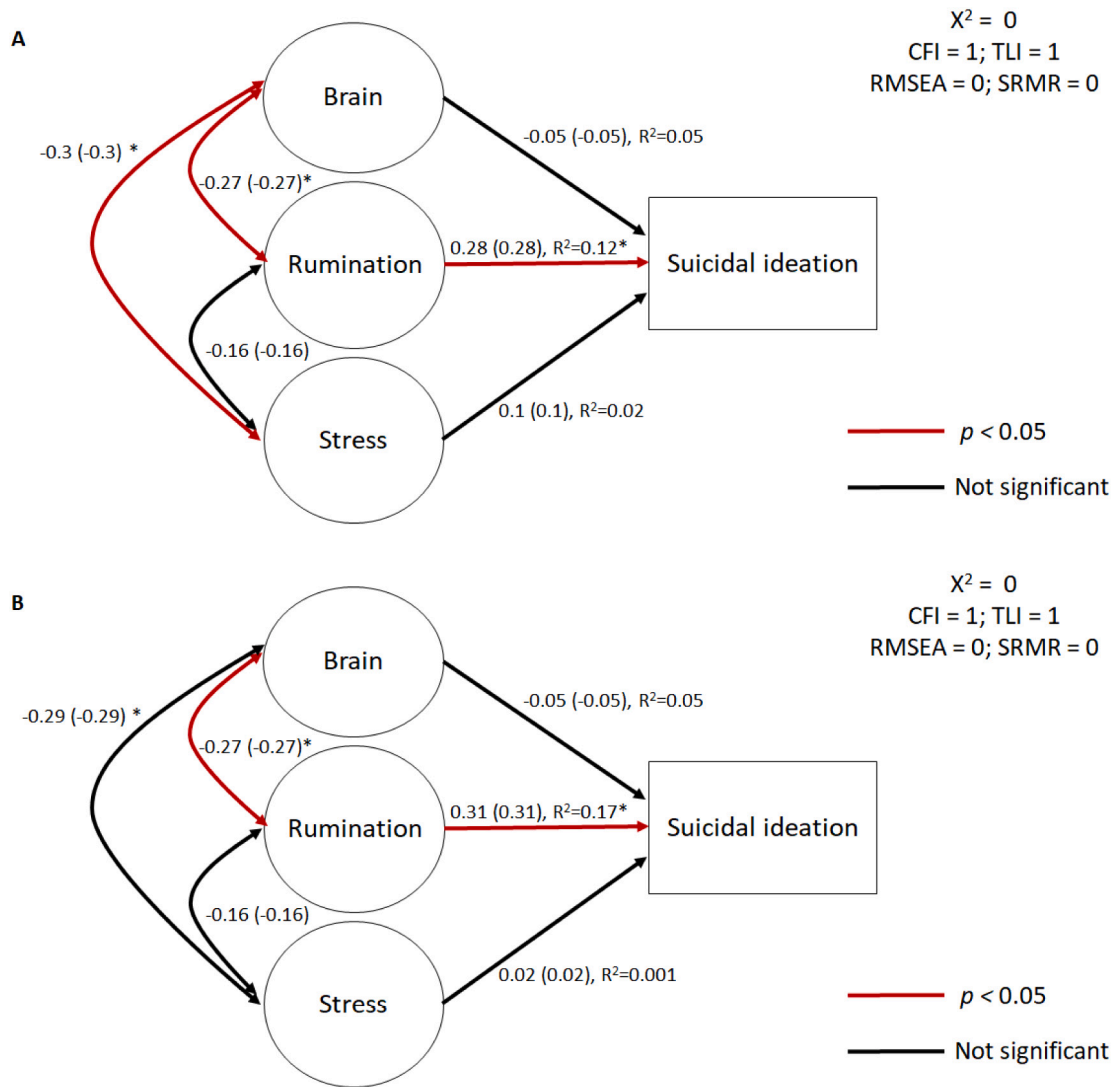 A
X² = 0
CFI = 1; TLI = 1
RMSEA = 0; SRMR = 0
Brain
-0.05 (-0.05), R²=0.05
-0.3 (-0.3) *
-0.27 (-0.27)*
0.28 (0.28), R²=0.12*
Rumination
Suicidal ideation
-0.16 (-0.16)
0.1 (0.1), R²=0.02
Stress
p < 0.05
Not significant
B
X² = 0
CFI = 1; TLI = 1
RMSEA = 0; SRMR = 0
Brain
-0.05 (-0.05), R²=0.05
-0.29 (-0.29) *
-0.27 (-0.27)*
0.31 (0.31), R²=0.17*
Rumination
Suicidal ideation
-0.16 (-0.16)
0.02 (0.02), R²=0.001
Stress
p < 0.05
Not significant